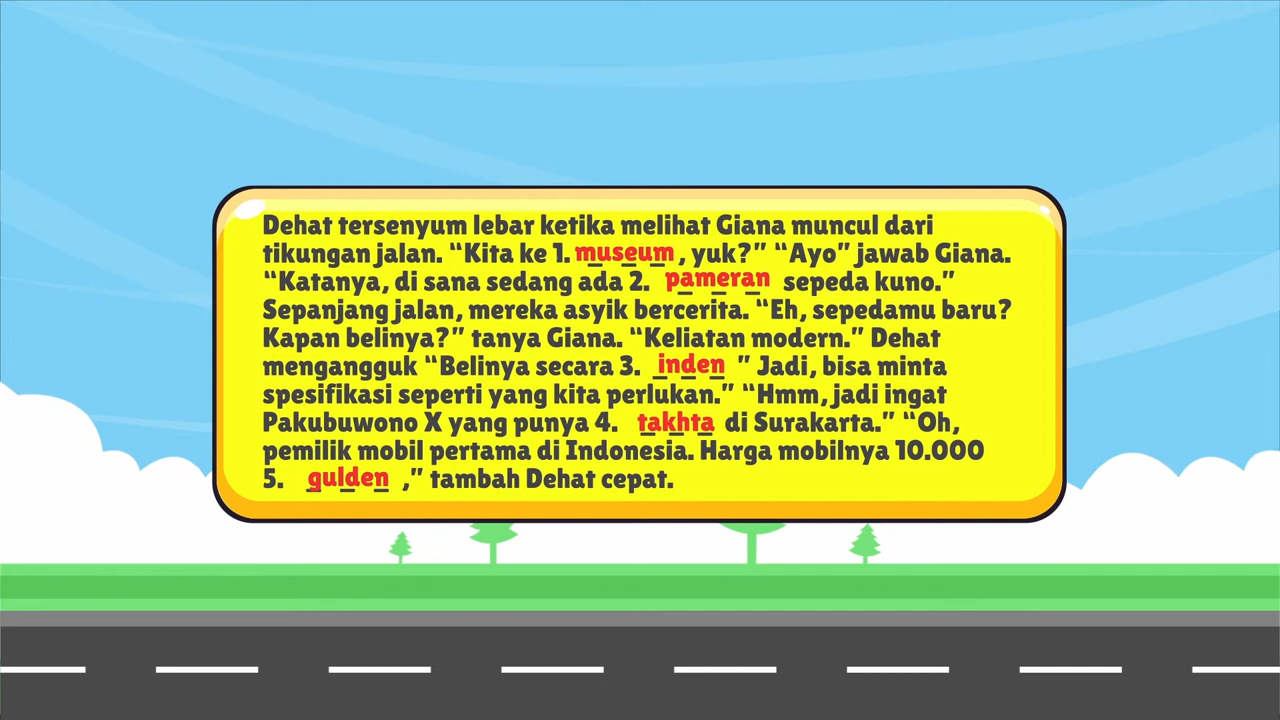 Dehat tersenyum lebar ketika melihat Giana muncul dari
tikungan jalan. “Kita ke 1. museum, yuk?” “Ayo” jawab Giana.
“Katanya, di sana sedang ada 2. pameran sepeda kuno.”
Sepanjang jalan, mereka asyik bercerita. “Eh, sepedamu baru?
Kapan belinya?” tanya Giana. “Keliatan modern.” Dehat
mengangguk “Belinya secara 3. inden ” Jadi, bisa minta
spesifikasi seperti yang kita perlukan.” “Hmm, jadi ingat
Pakubuwono X yang punya 4. takhta di Surakarta.” “Oh,
pemilik mobil pertama di Indonesia. Harga mobilnya 10.000
5. gulden ,” tambah Dehat cepat.